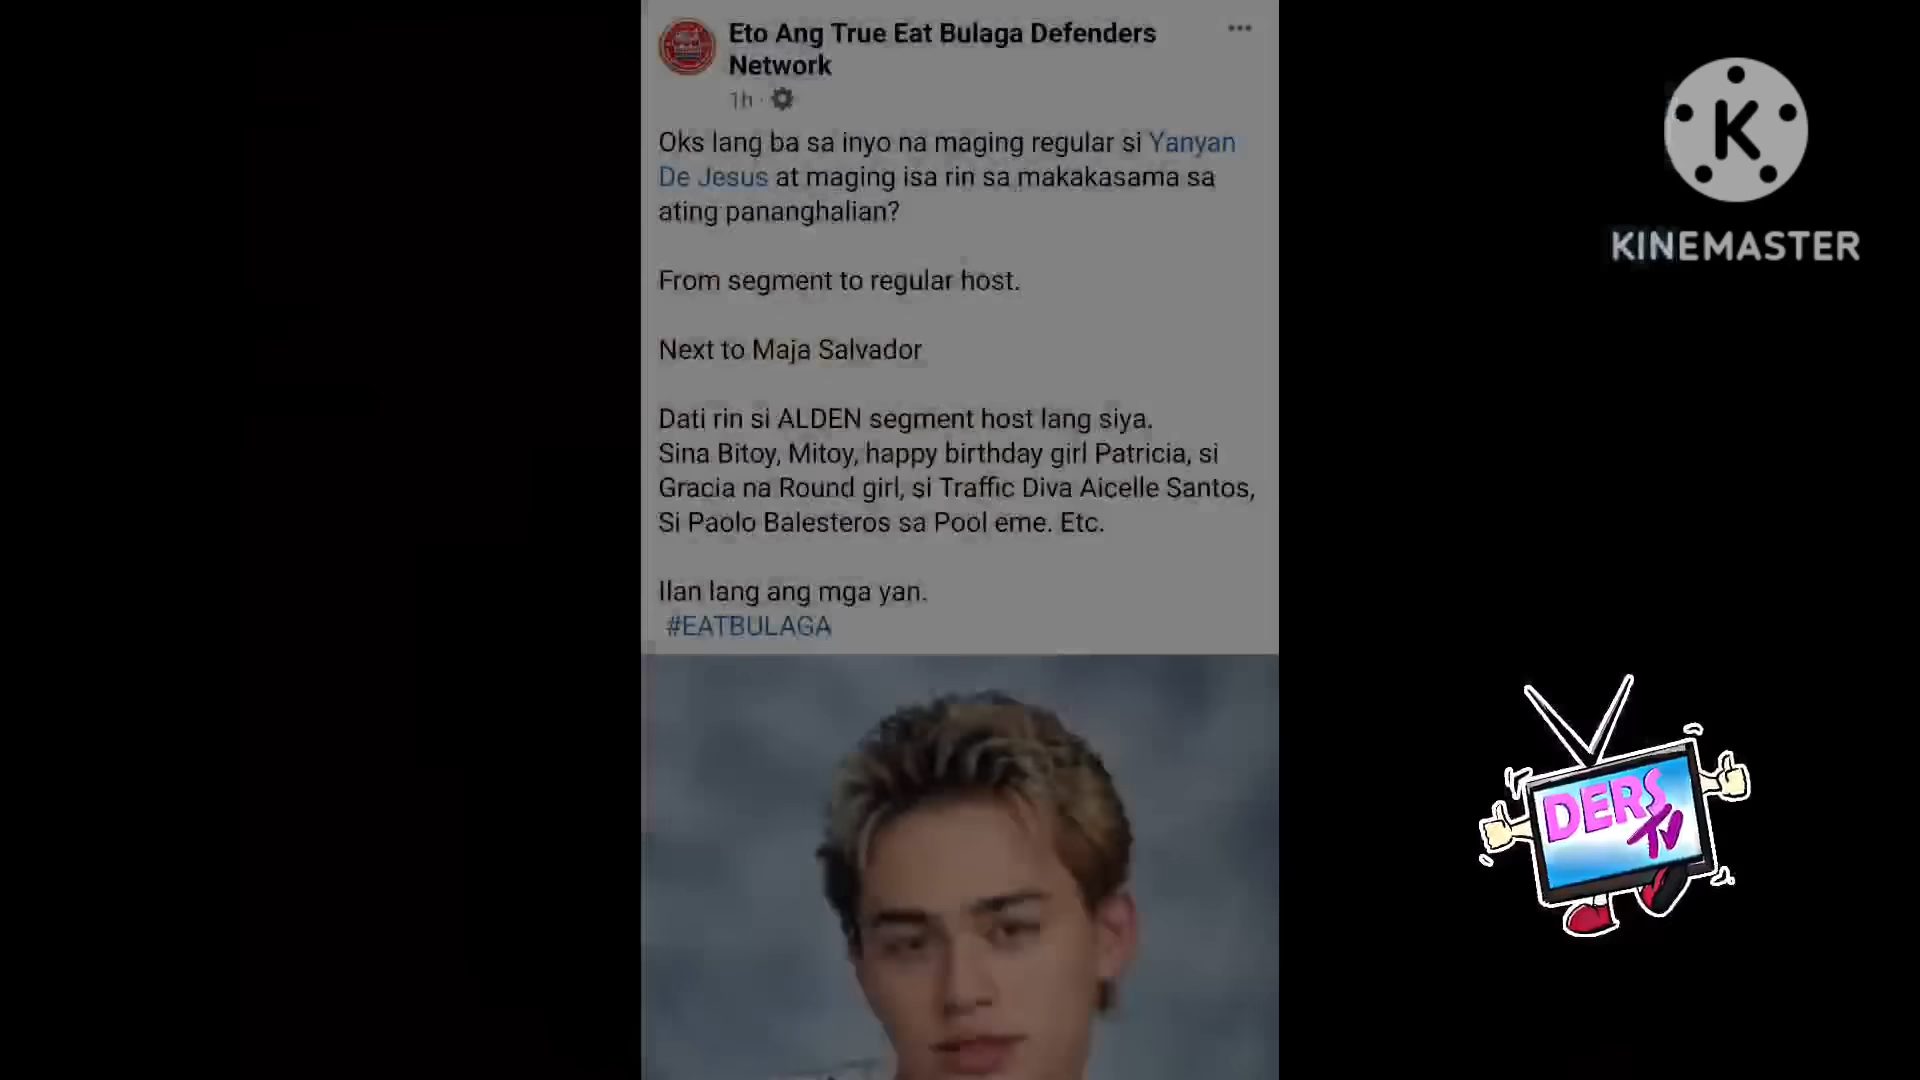 Eto Ang True Eat Bulaga Defenders
Network
1h ·
Oks lang ba sa inyo na maging regular si Yanyan
De Jesus at maging isa rin sa makakasama sa
ating pananghalian?
From segment to regular host.
Next to Maja Salvador
Dati rin si ALDEN segment host lang siya.
Sina Bitoy, Mitoy, happy birthday girl Patricia, si
Gracia na Round girl, si Traffic Diva Aicelle Santos,
Si Paolo Balesteros sa Pool eme. Etc.
Ilan lang ang mga yan.
#EATBULAGA
K
KINEMASTER
DERS
TV